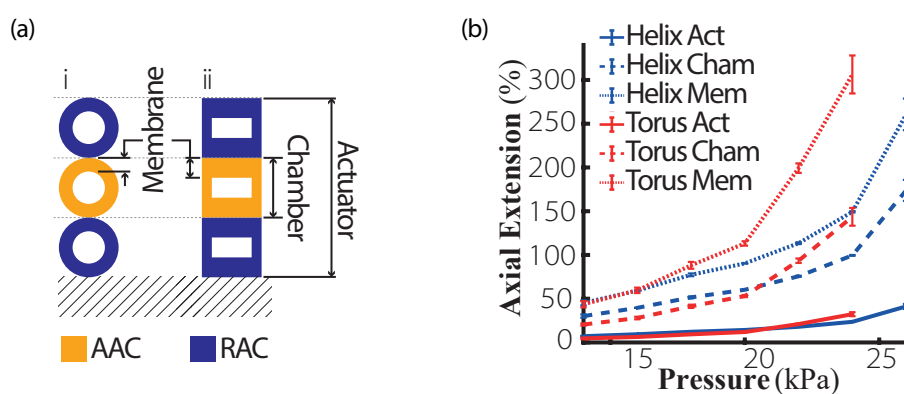 (a)
i
ii
Membrane
Chamber
Actuator
AAC
RAC
(b)
Helix Act
Helix Cham
Helix Mem
Torus Act
Torus Cham
Torus Mem
Axial Extension (%)
300
250
200
150
100
50
0
15
20
25
Pressure (kPa)